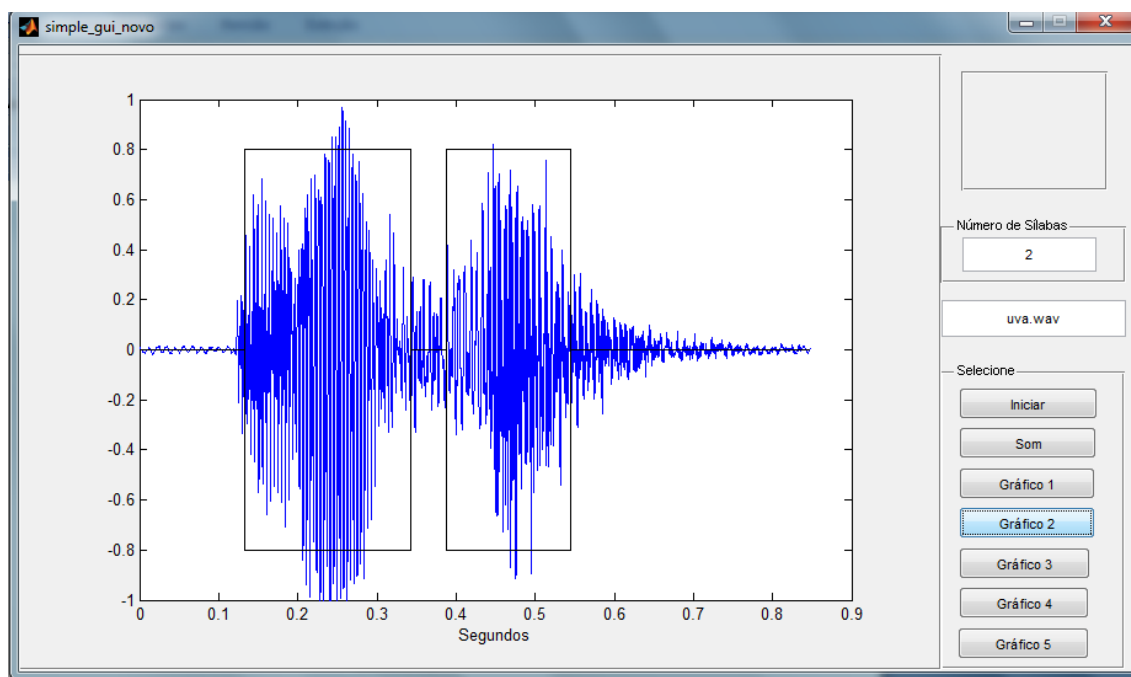 simple_gui_novo
1
0.8
0.6
0.4
0.2
0
-0.2
-0.4
-0.6
-0.8
-1
0 0.1 0.2 0.3 0.4 0.5 0.6 0.7 0.8 0.9
Segundos
Número de Sílabas
2
uva.wav
Selecione
Iniciar
Som
Gráfico 1
Gráfico 2
Gráfico 3
Gráfico 4
Gráfico 5